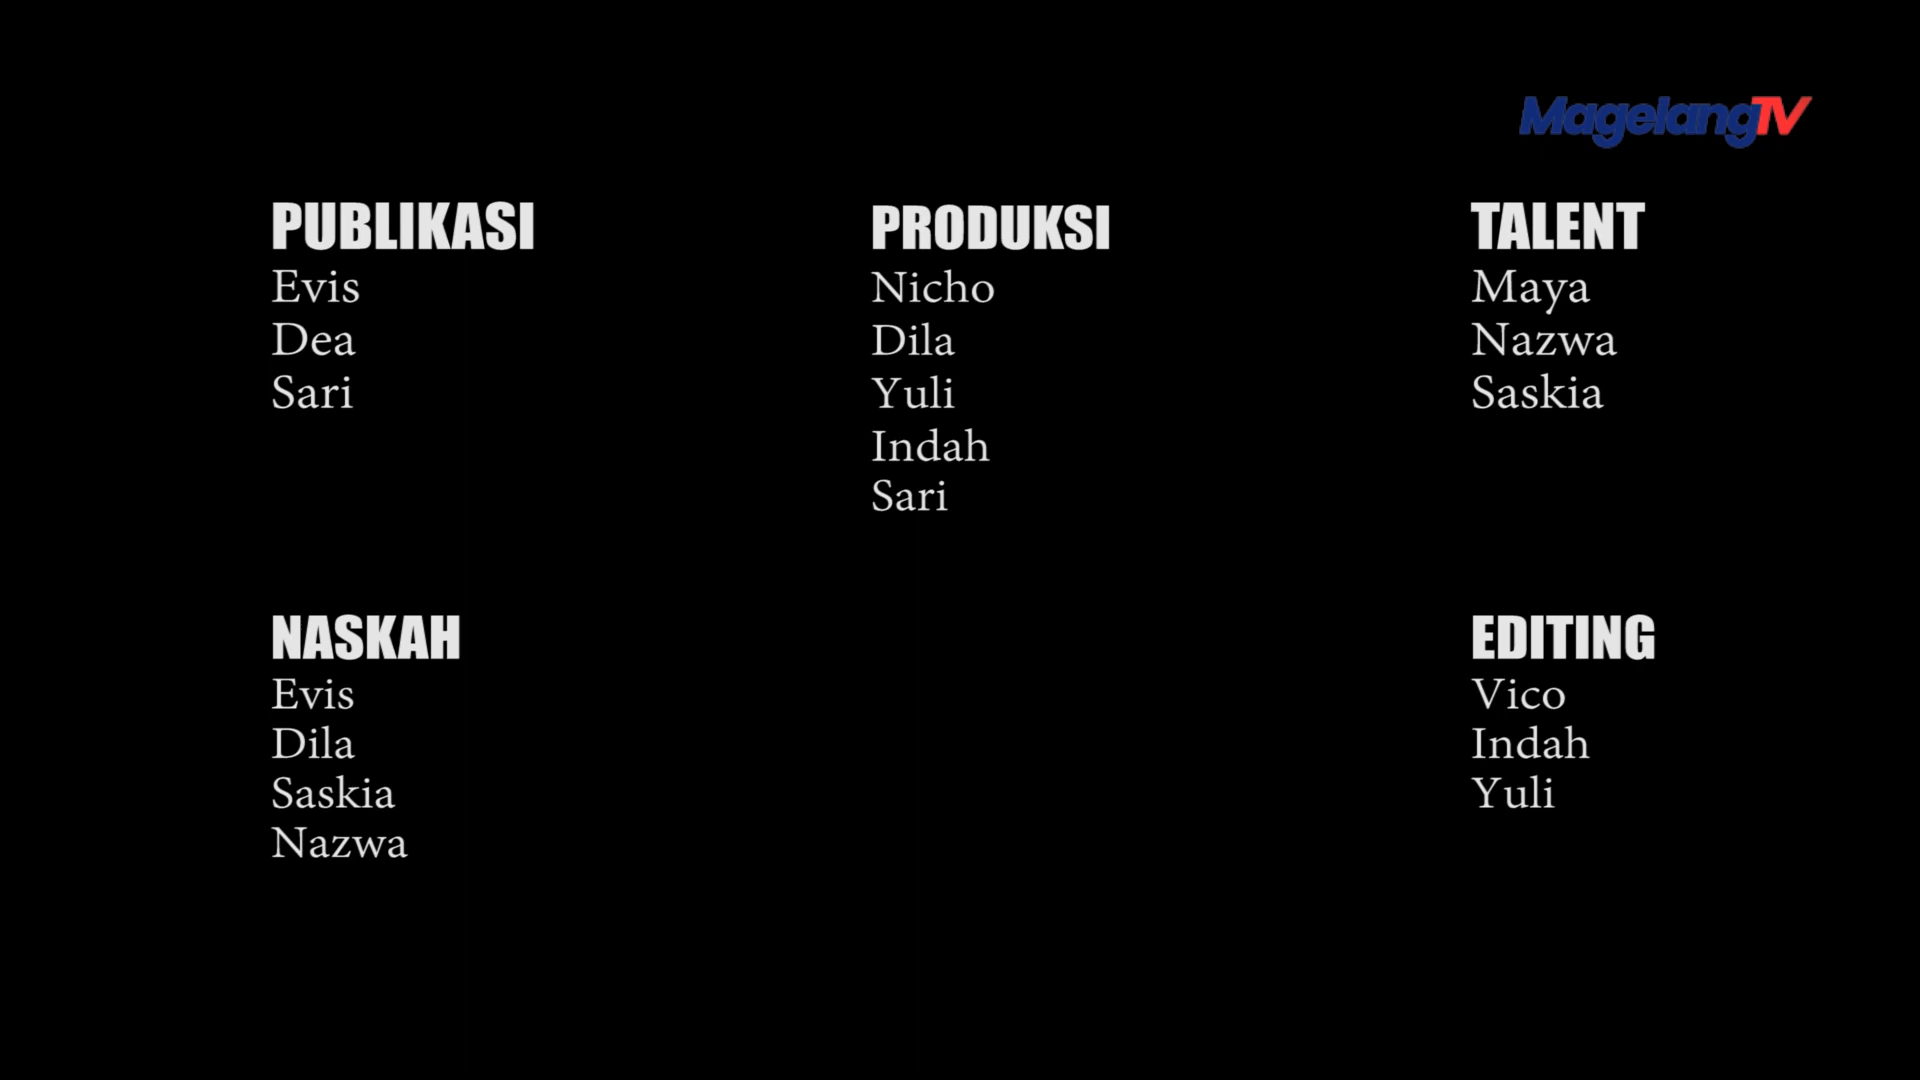 MagelangTV
PUBLIKASI
Evis
Dea
Sari
PRODUKSI
Nicho
Dila
Yuli
Indah
Sari
TALENT
Maya
Nazwa
Saskia
NASKAH
Evis
Dila
Saskia
Nazwa
EDITING
Vico
Indah
Yuli